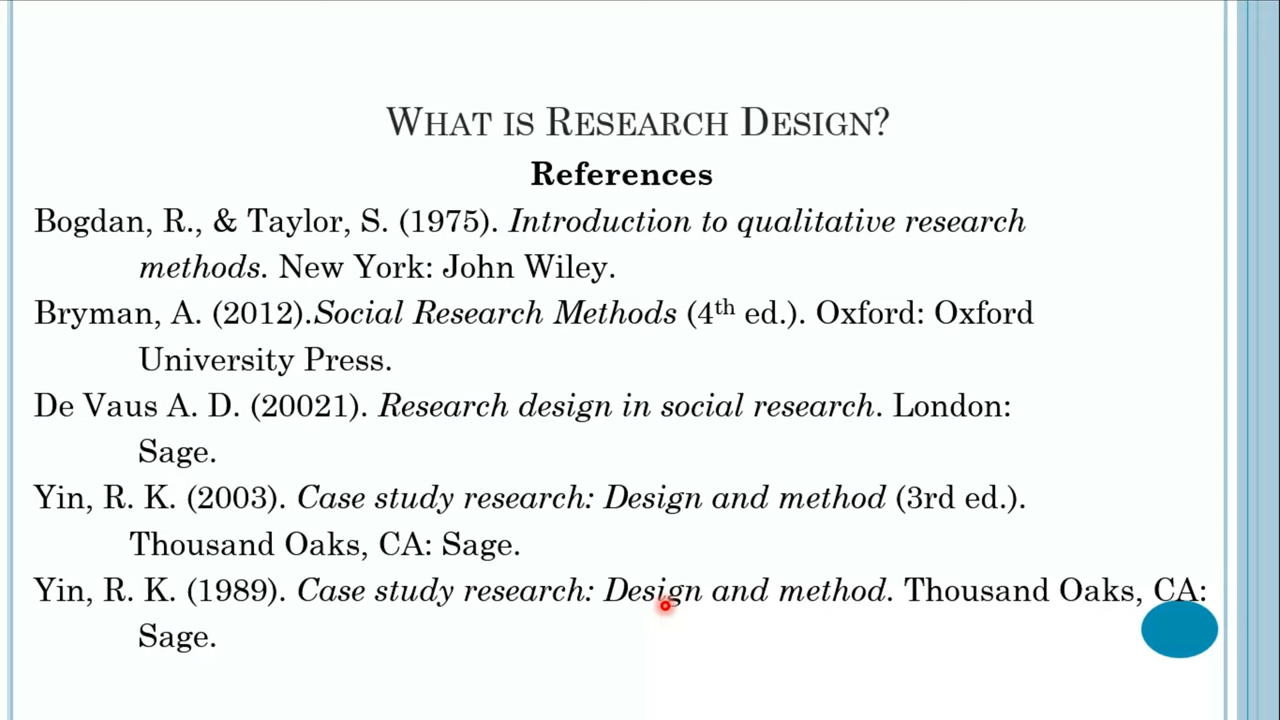 What is Research Design?
References
Bogdan, R., & Taylor, S. (1975). Introduction to qualitative research
methods. New York: John Wiley.
Bryman, A. (2012).Social Research Methods (4th ed.). Oxford: Oxford
University Press.
De Vaus A. D. (20021). Research design in social research. London:
Sage.
Yin, R. K. (2003). Case study research: Design and method (3rd ed.).
Thousand Oaks, CA: Sage.
Yin, R. K. (1989). Case study research: Design and method. Thousand Oaks, CA:
Sage.